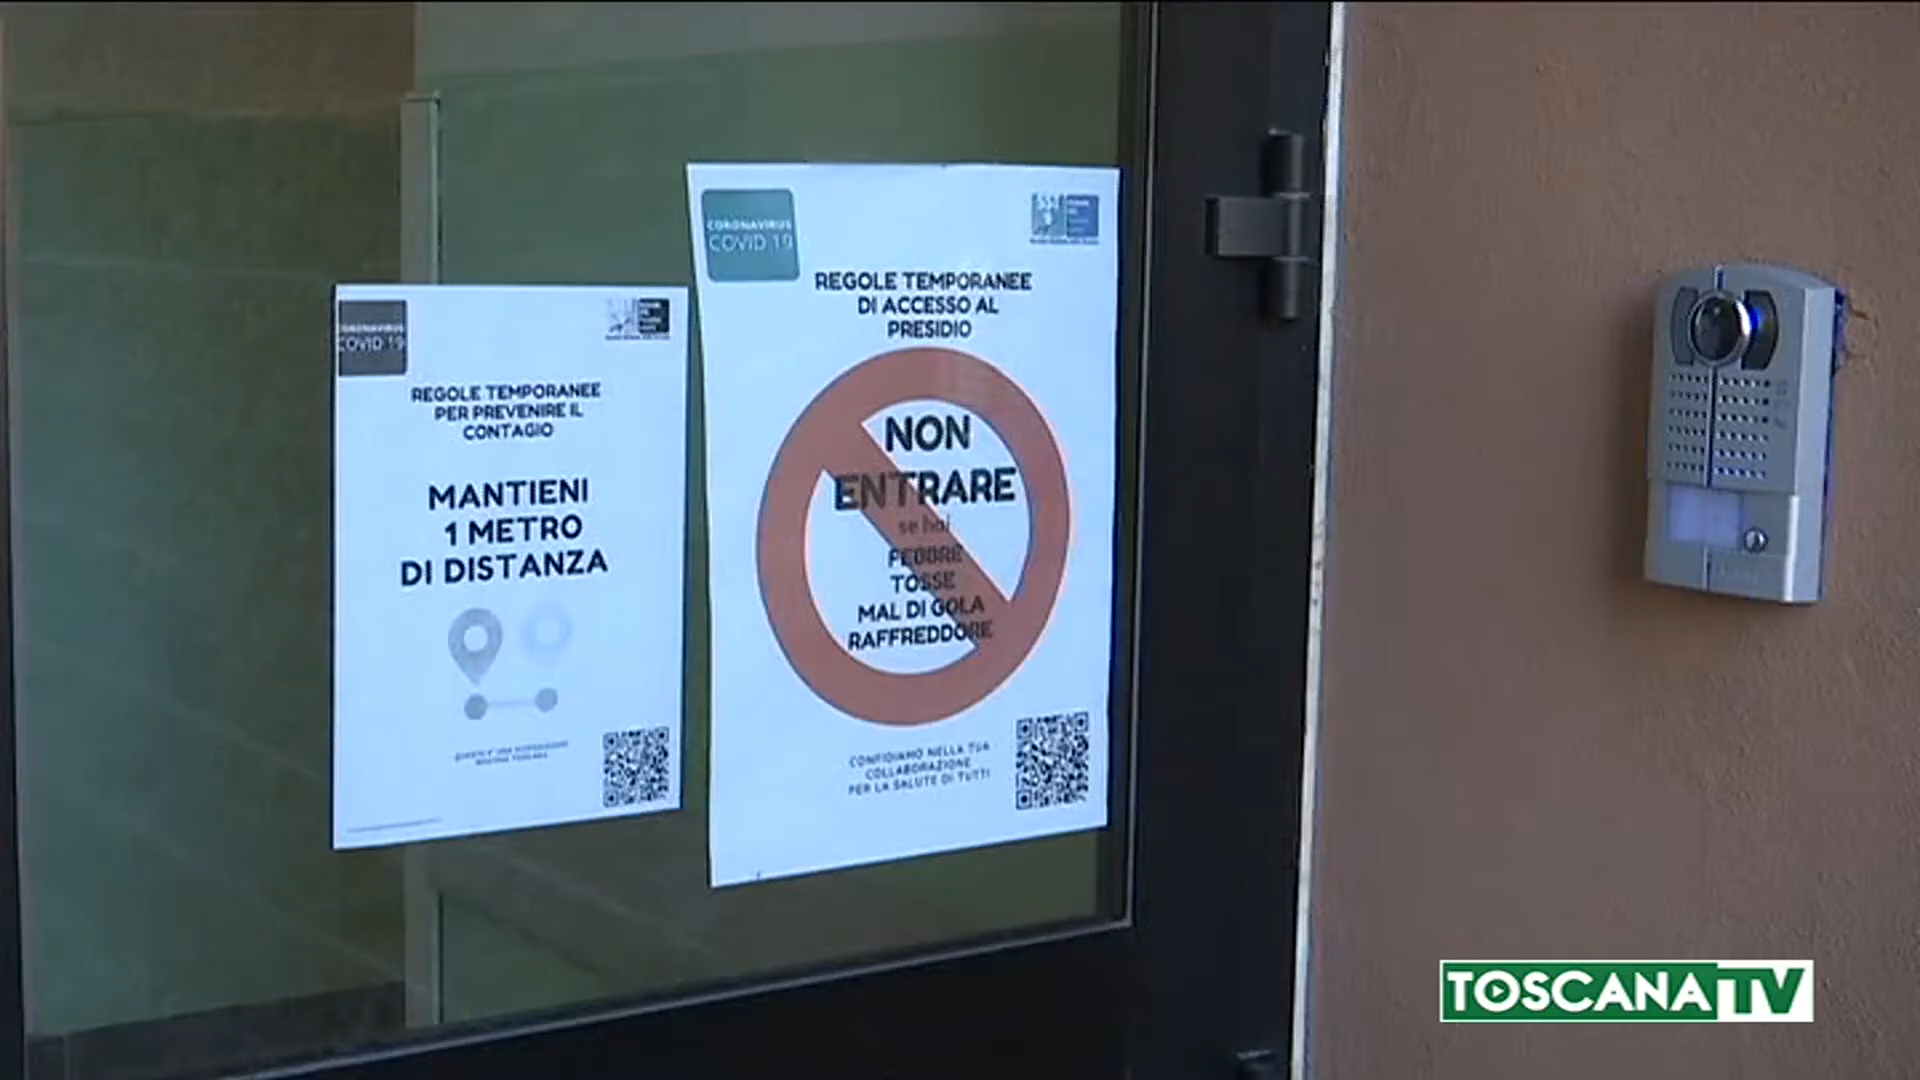 CORONAVIRUS
COVID 19
REGOLE TEMPORANEE
PER PREVENIRE IL
CONTAGIO
MANTIENI
1 METRO
DI DISTANZA
CORONAVIRUS
COVID 19
REGOLE TEMPORANEE
DI ACCESSO AL
PRESIDIO
NON
ENTRARE
se hai
FEBBRE
TOSSE
MAL DI GOLA
RAFFREDDORE
CONFIDIAMO NELLA TUA
COLLABORAZIONE
PER LA SALUTE DI TUTTI
TOSCANA TV